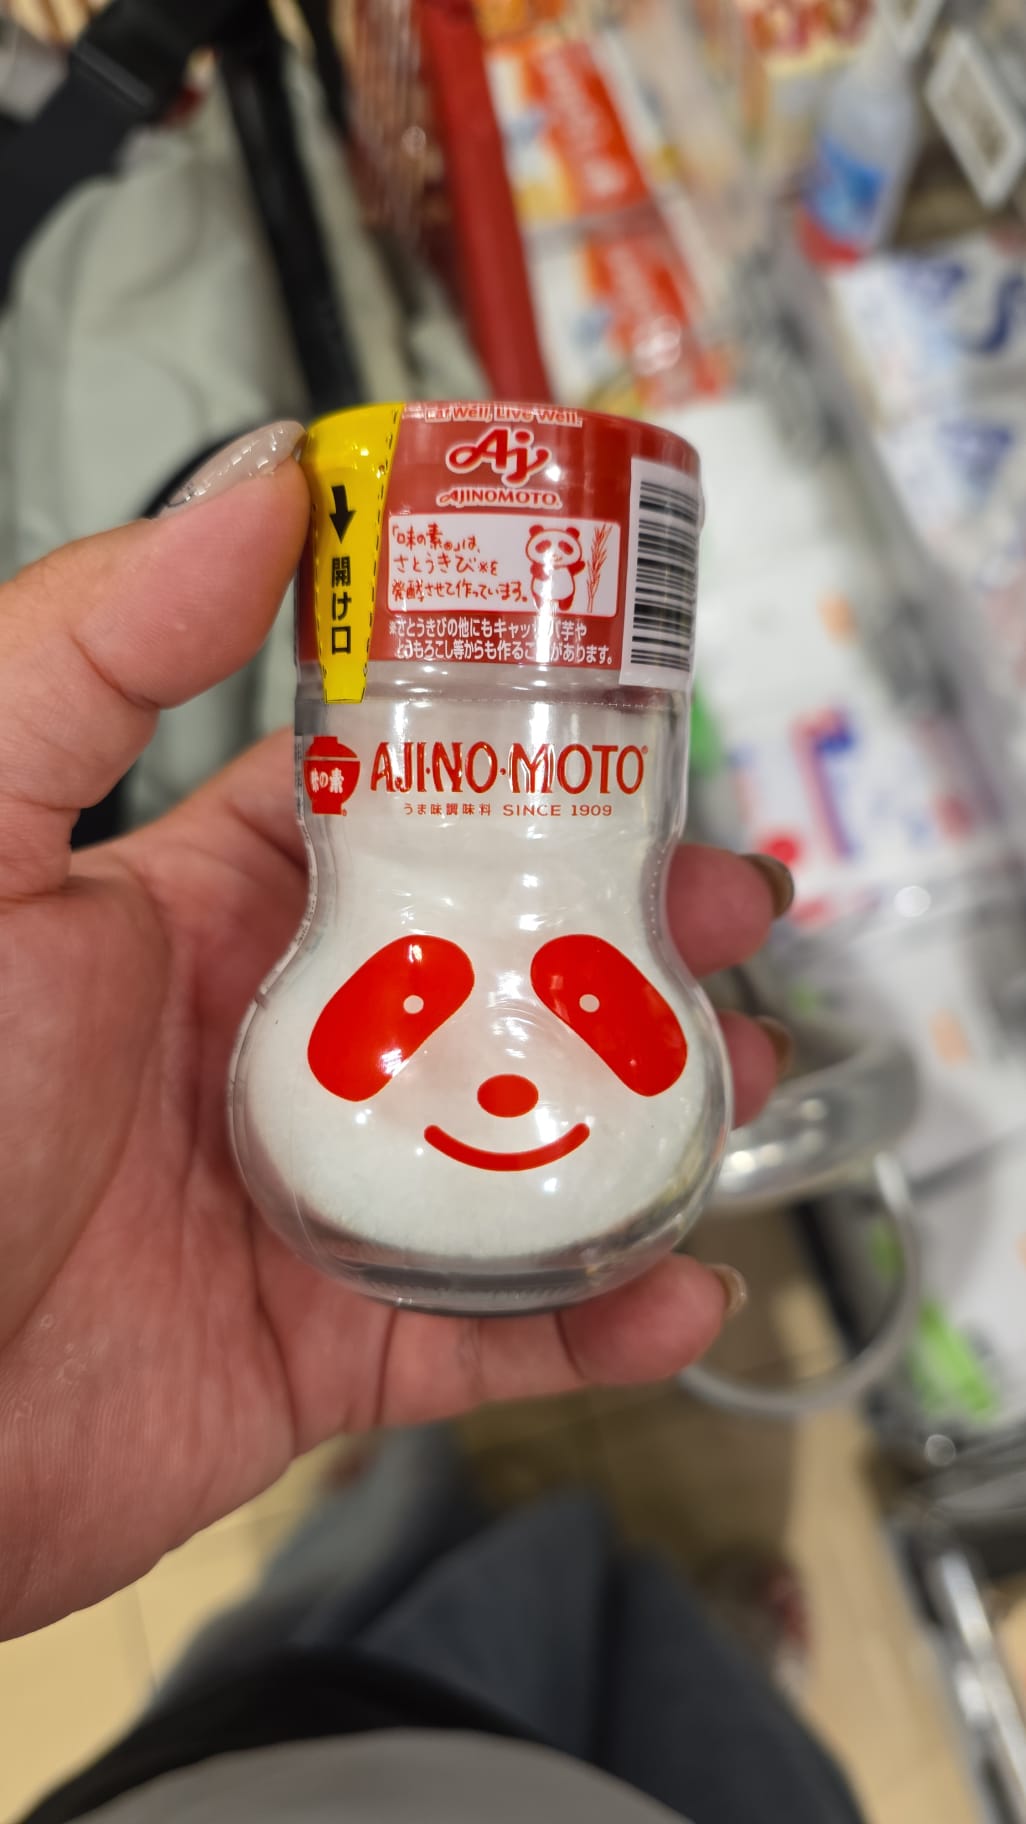 Eat Well, Live Well.
Aj
AJINOMOTO.
開け口
「味の素®」は、
さとうきび※を
発酵させて作っています。
※さとうきびの他にもキャッサバ芋や
とうもろこし等からも作ることがあります。
味の素
AJI-NO-MOTO®
うま味調味料 SINCE 1909